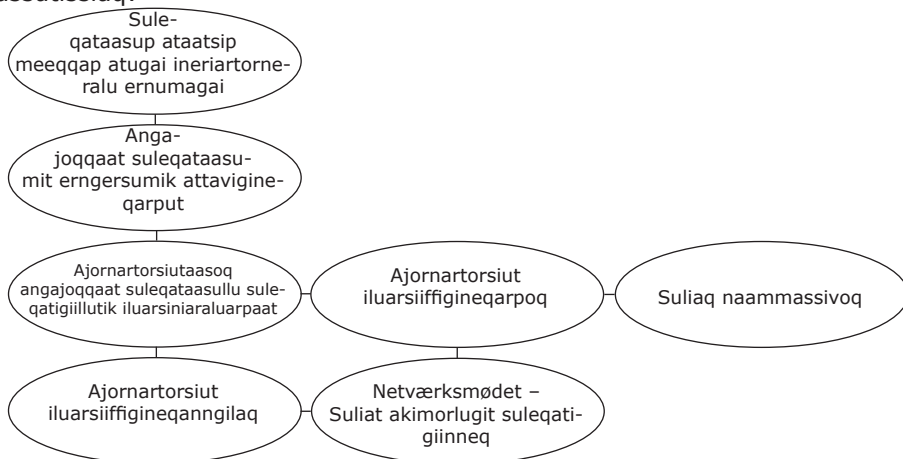 Sule-
qataasup ataatsip
meeqqap atugai ineriartorne-
ralu ernumagai
Anga-
joqqaat suleqataasu-
mit erngersumik attavigine-
qarput
Ajornartorsiutaasoq
angajoqqaat suleqataasullu sule-
qatigiillutik iluarsiniaraluarpaat
Ajornartorsiut
iluarsiiffigineqarpoq
Suliaq naammassivoq
Ajornartorsiut
iluarsiiffigineqanngilaq
Netværksmødet –
Suliat akimorlugit suleqati-
giinneq